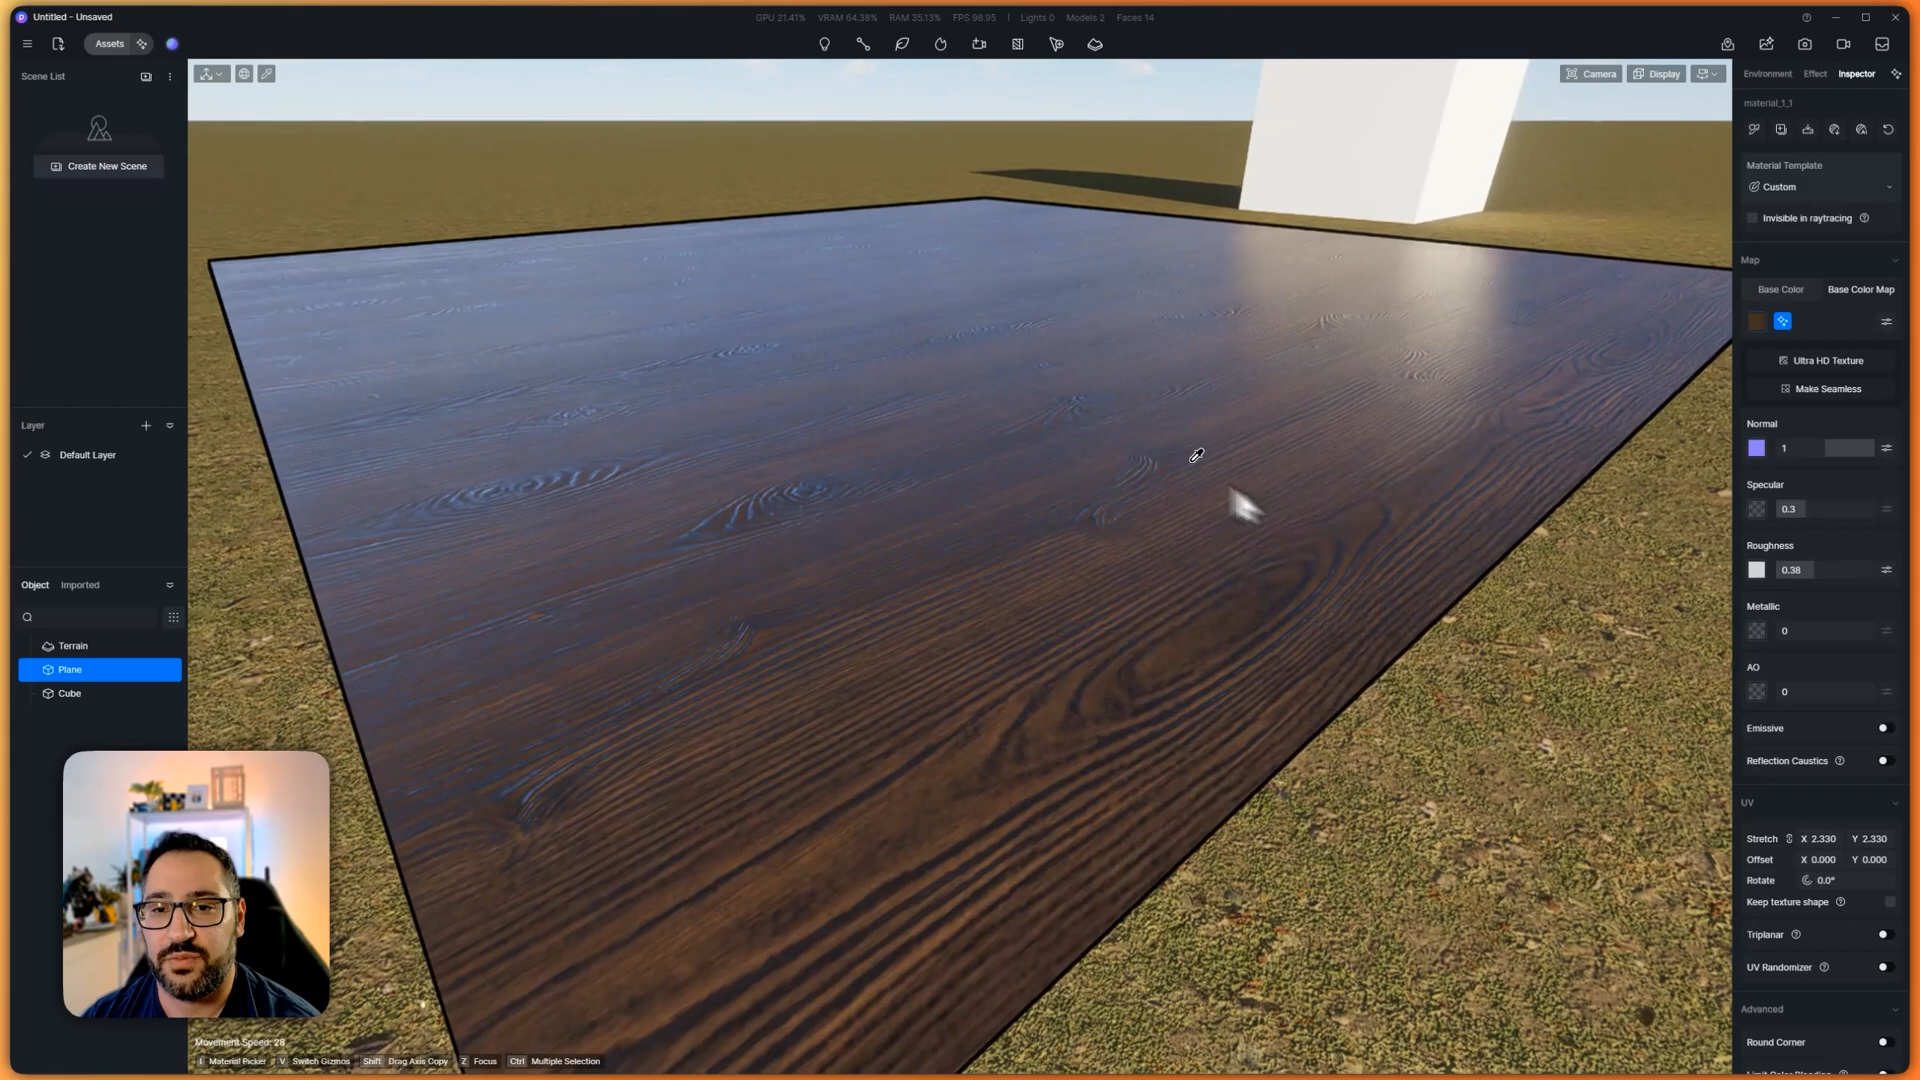 Untitled - Unsaved
GPU 21.41% VRAM 64.38% RAM 35.13% FPS 98.95 | Lights 0 Models 2 Faces 14
Assets
Scene List
Create New Scene
Layer
Default Layer
Object Imported
Terrain
Plane
Cube
Camera Display
Movement Speed: 28
I Material Picker V Switch Gizmos Shift Drag Axis Copy Z Focus Ctrl Multiple Selection
Environment Effect Inspector
material_1_1
Material Template
Custom
Invisible in raytracing
Map
Base Color Base Color Map
Ultra HD Texture
Make Seamless
Normal
1
Specular
0.3
Roughness
0.38
Metallic
0
AO
0
Emissive
Reflection Caustics
UV
Stretch X 2.330 Y 2.330
Offset X 0.000 Y 0.000
Rotate 0.0°
Keep texture shape
Triplanar
UV Randomizer
Advanced
Round Corner